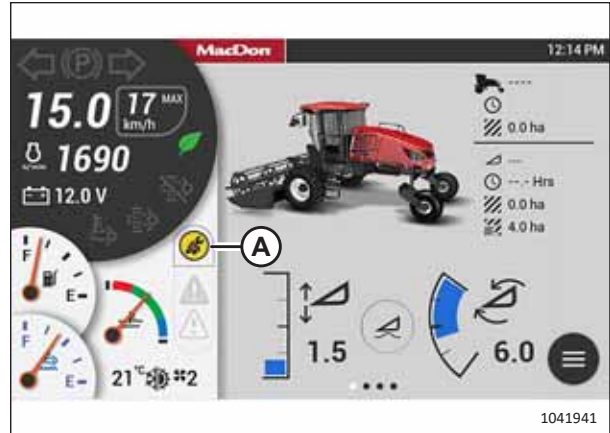 MacDon
12:14 PM
P
15.0 17 MAX
km/h
n/min 1690
12.0 V
----
0.0 ha
---
--.- Hrs
0.0 ha
4.0 ha
A
F
E
F
E
1.5
6.0
21°C 2
1041941